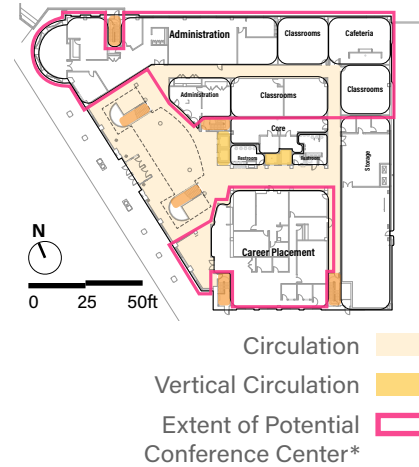 Administration
Classrooms
Cafeteria
Administration
Classrooms
Classrooms
Core
Restroom
Restroom
Storage
Career Placement
N
0 25 50ft
Circulation
Vertical Circulation
Extent of Potential
Conference Center*